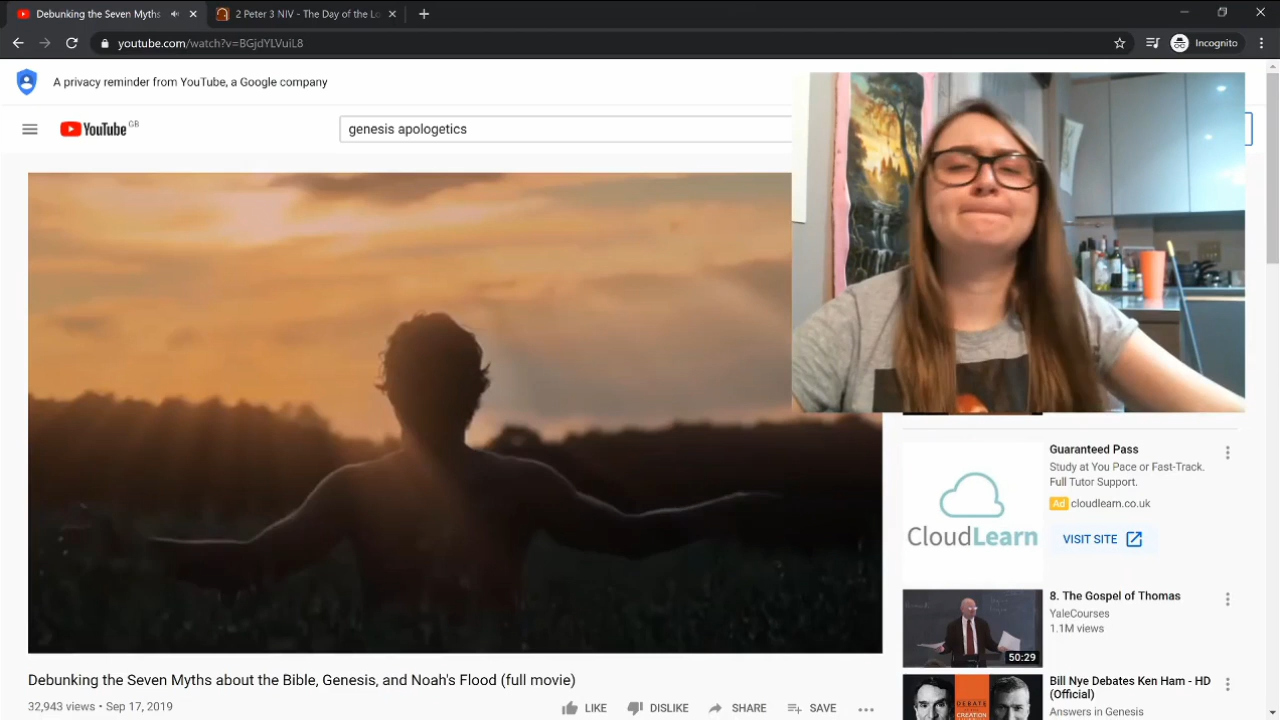 Debunking the Seven Myths
2 Peter 3 NIV - The Day of the Lo
youtube.com/watch?v=BGjdYLVuiL8
Incognito
A privacy reminder from YouTube, a Google company
YouTube GB
genesis apologetics
Guaranteed Pass
Study at You Pace or Fast-Track.
Full Tutor Support.
Ad cloudlearn.co.uk
CloudLearn
VISIT SITE
8. The Gospel of Thomas
YaleCourses
1.1M views
50:29
Debunking the Seven Myths about the Bible, Genesis, and Noah's Flood (full movie)
32,943 views • Sep 17, 2019
LIKE
DISLIKE
SHARE
SAVE
Bill Nye Debates Ken Ham - HD
(Official)
Answers in Genesis
DEBATE
CREATION